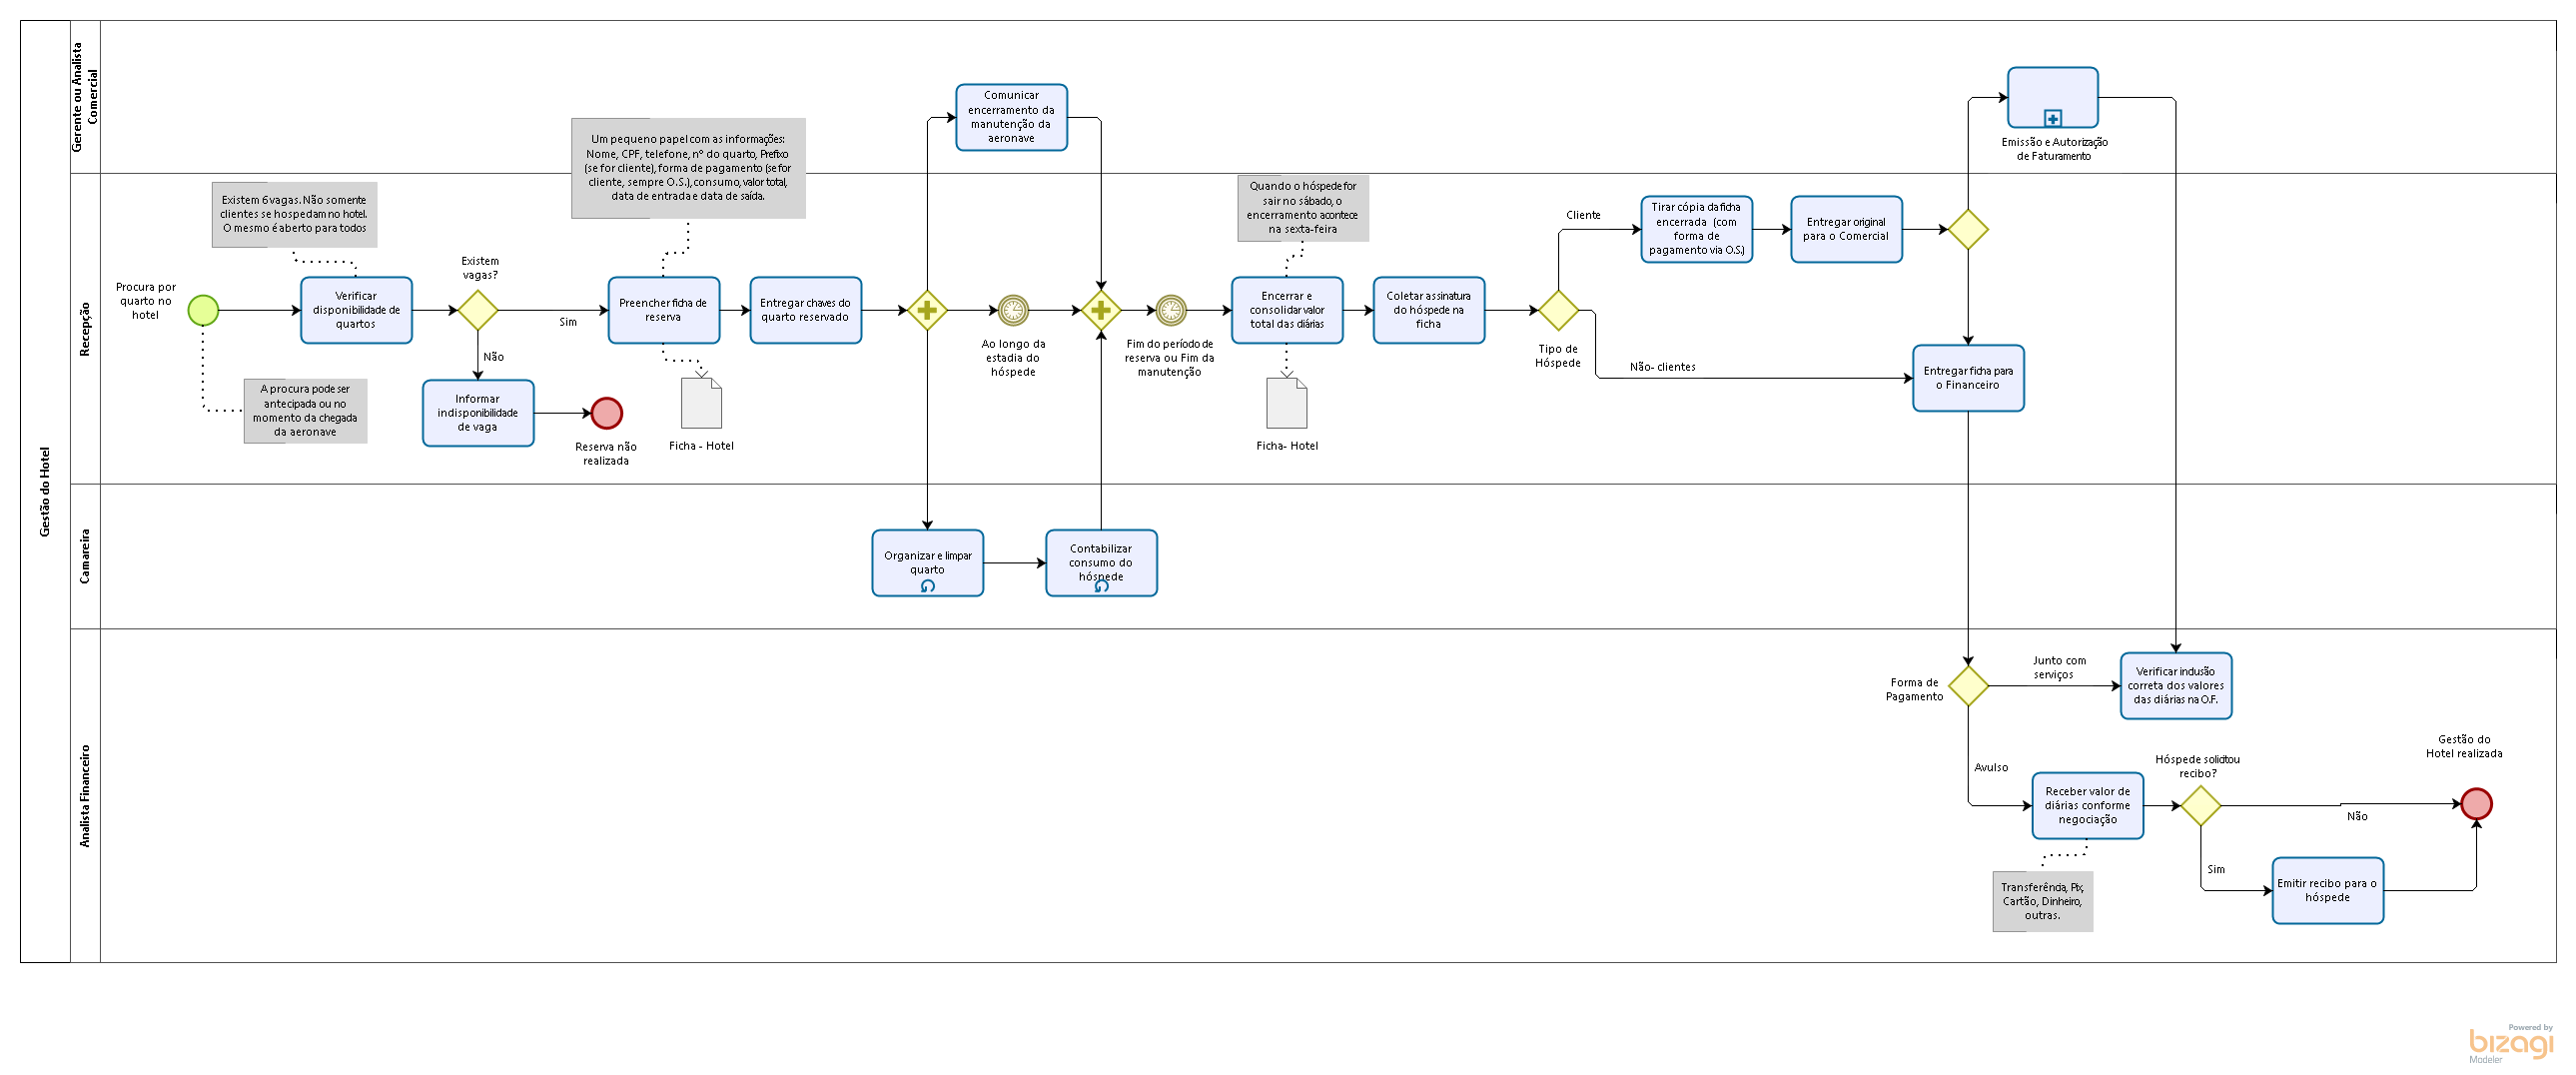 Gestão do Hotel
Gerente ou Analista
Comercial
Comunicar
encerramento da
manutenção da
aeronave
Emissão e Autorização
de Faturamento
Recepção
Procura por
quarto no
hotel
A procura pode ser
antecipada ou no
momento da chegada
da aeronave
Existem 6 vagas. Não somente
clientes se hospedam no hotel.
O mesmo é aberto para todos
Verificar
disponibilidade de
quartos
Existem
vagas?
Sim
Não
Informar
indisponibilidade
de vaga
Reserva não
realizada
Um pequeno papel com as informações:
Nome, CPF, telefone, nº do quarto, Prefixo
(se for cliente), forma de pagamento (se for
cliente, sempre O.S.), consumo, valor total,
data de entrada e data de saída.
Preencher ficha de
reserva
Ficha - Hotel
Entregar chaves do
quarto reservado
Ao longo da
estadia do
hóspede
Fim do período de
reserva ou Fim da
manutenção
Quando o hóspede for
sair no sábado, o
encerramento acontece
na sexta-feira
Encerrar e
consolidar valor
total das diárias
Ficha- Hotel
Coletar assinatura
do hóspede na
ficha
Tipo de
Hóspede
Cliente
Não- clientes
Tirar cópia da ficha
encerrada (com
forma de
pagamento via O.S.)
Entregar original
para o Comercial
Entregar ficha para
o Financeiro
Camareira
Organizar e limpar
quarto
Contabilizar
consumo do
hóspede
Analista Financeiro
Forma de
Pagamento
Junto com
serviços
Verificar inclusão
correta dos valores
das diárias na O.F.
Avulso
Receber valor de
diárias conforme
negociação
Transferência, Pix,
Cartão, Dinheiro,
outras.
Hóspede solicitou
recibo?
Não
Sim
Emitir recibo para o
hóspede
Gestão do
Hotel realizada
Powered by
bizagi
Modeler